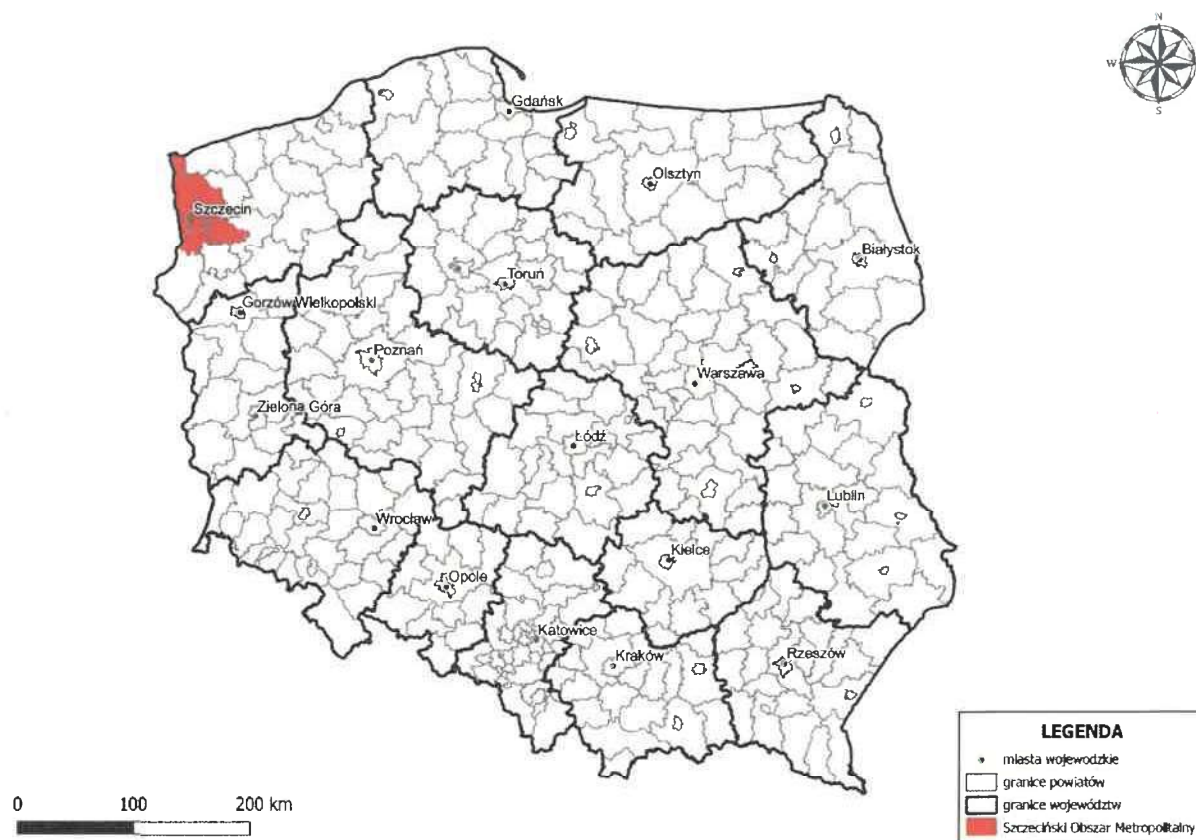 N
W
S
Gdańsk
Olsztyn
Szczecin
Białystok
Toruń
Gorzów Wielkopolski
Poznań
Warszawa
Zielona Góra
Łódź
Lublin
Wrocław
Kielce
Opole
Katowice
Kraków
Rzeszów
LEGENDA
miasta wojewodzkie
granice powiatów
granice województw
Szczeciński Obszar Metropolitalny
0 100 200 km